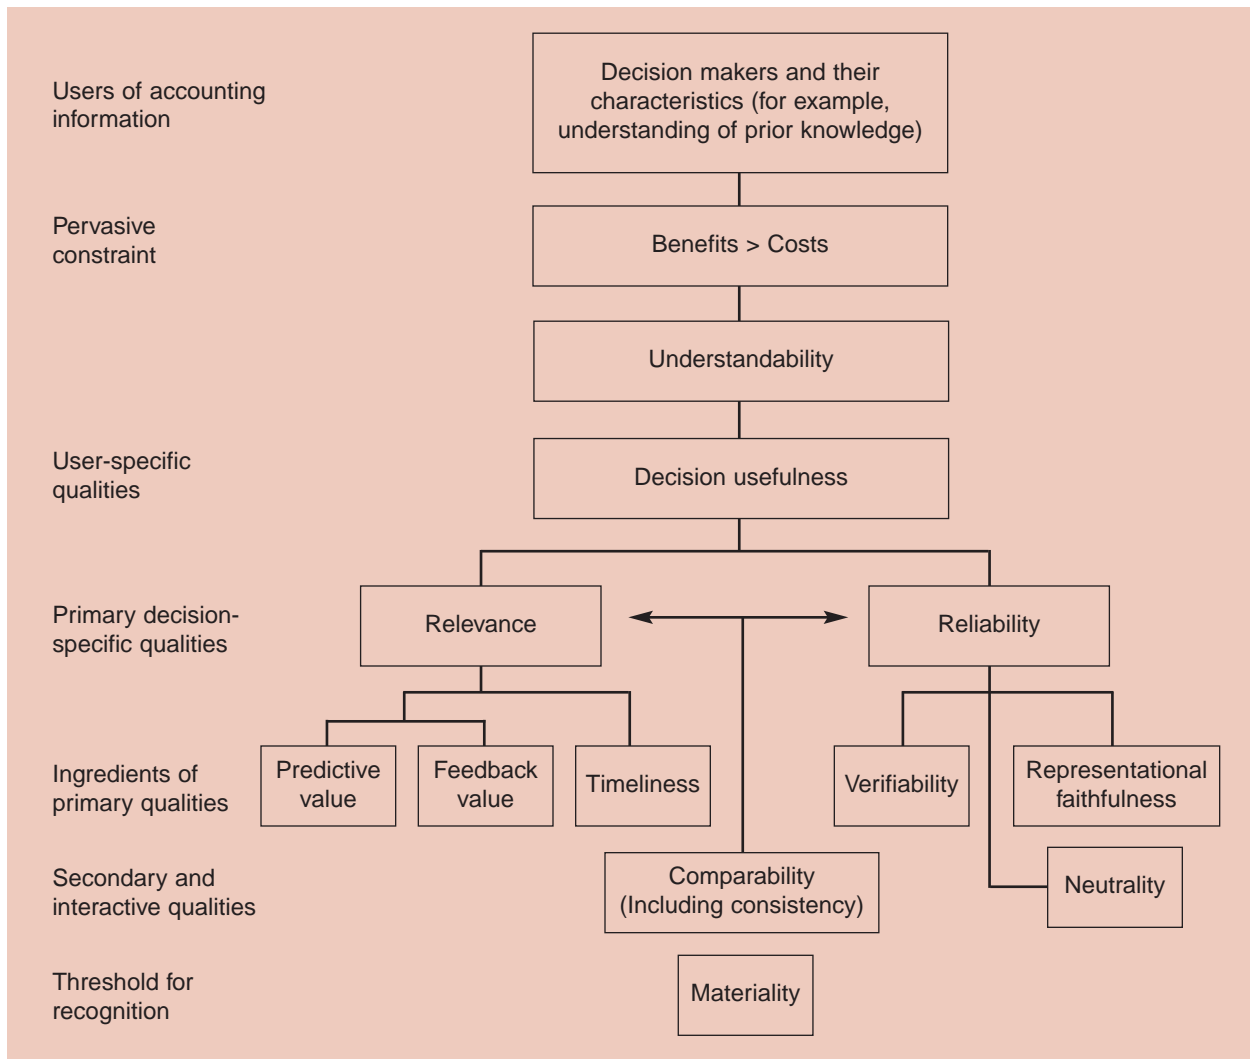 Users of accounting
information
Decision makers and their
characteristics (for example,
understanding of prior knowledge)
Pervasive
constraint
Benefits > Costs
Understandability
User-specific
qualities
Decision usefulness
Primary decision-
specific qualities
Relevance
Reliability
Ingredients of
primary qualities
Predictive
value
Feedback
value
Timeliness
Verifiability
Representational
faithfulness
Secondary and
interactive qualities
Comparability
(Including consistency)
Neutrality
Threshold for
recognition
Materiality